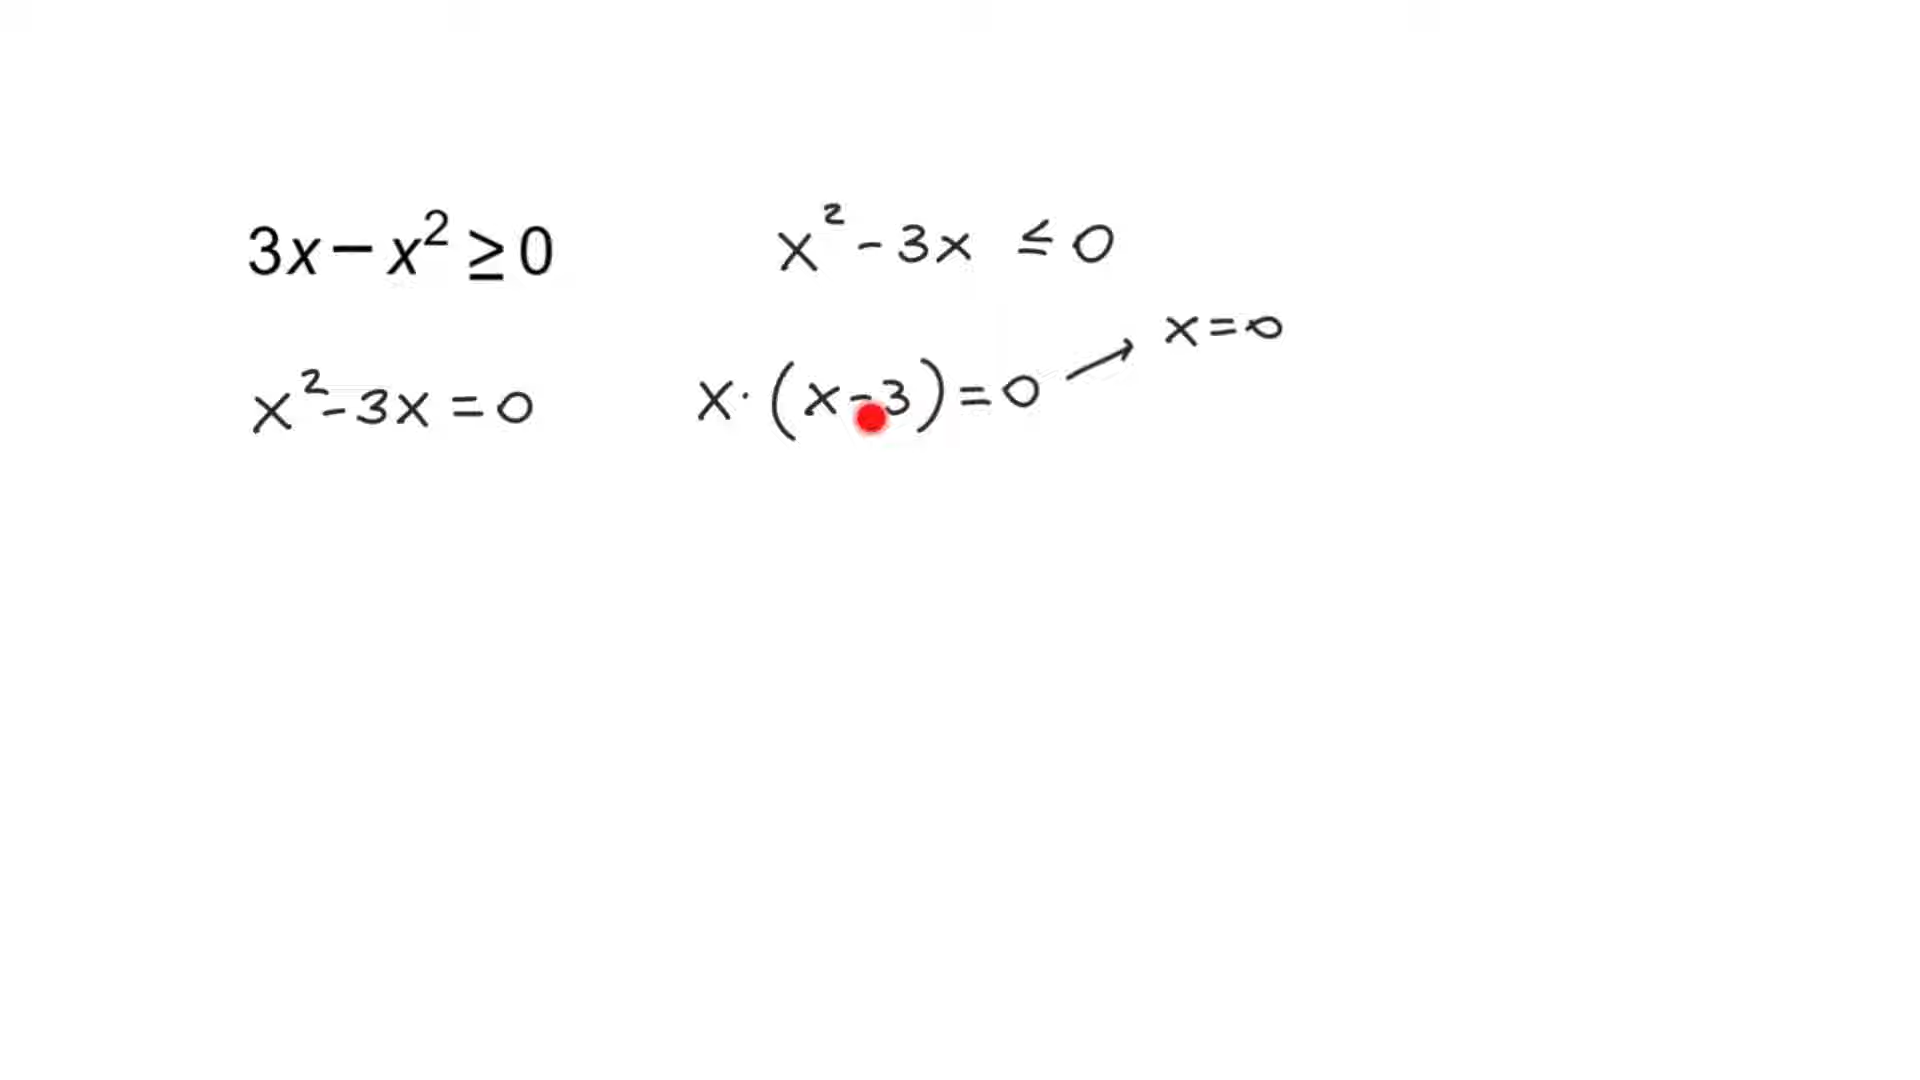 3x − x² ≥ 0
x² - 3x ≤ 0
x² - 3x = 0
x · (x - 3) = 0 → x = 0